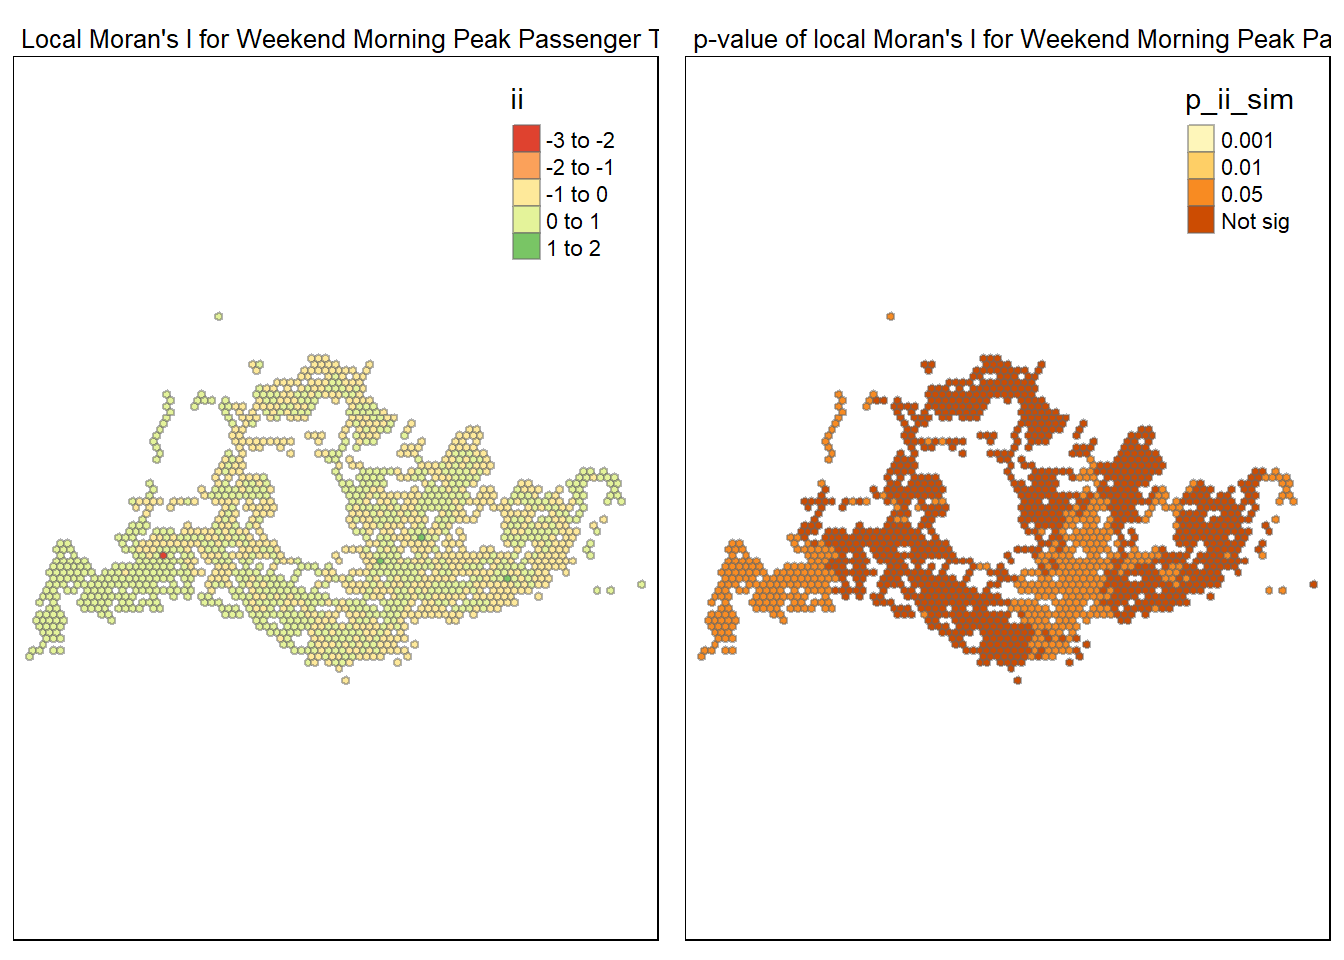 Local Moran's I for Weekend Morning Peak Passenger T
ii
-3 to -2
-2 to -1
-1 to 0
0 to 1
1 to 2
p-value of local Moran's I for Weekend Morning Peak Pa
p_ii_sim
0.001
0.01
0.05
Not sig